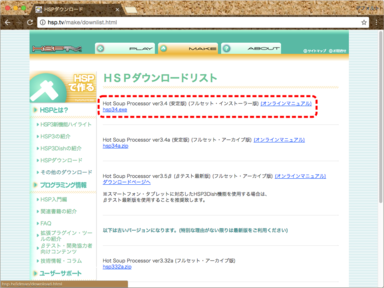 HSPダウンロード
hsp.tv/make/downlist.html
PLAY
MAKE
ABOUT
サイトマップ
HSP
で作る
HSPダウンロードリスト
HSPとは?
HSP3新機能ハイライト
HSP3の紹介
HSP3Dishの紹介
HSPダウンロード
その他のダウンロード
プログラミング情報
HSP入門編
関連書籍の紹介
FAQ
拡張プラグイン・ツールの紹介
βテスト・開発協力者向けコンテンツ
技術情報・コラム
ユーザーサポート
Hot Soup Processor ver3.4 (安定版) (フルセット・インストーラー版) [オンラインマニュアル]
hsp34.exe
Hot Soup Processor ver3.4a (安定版) (フルセット・アーカイブ版) [オンラインマニュアル]
hsp34a.zip
Hot Soup Processor ver3.5 (βテスト最新版) (フルセット・アーカイブ版) [オンラインマニュアル]
ダウンロードページへ
※スマートフォン・タブレットに対応したHSP3Dish機能を使用する場合は、
βテスト最新版を使用することを推奨致します。
以下は古いバージョンになります。(特別な理由がない限りは最新版をご利用ください)
Hot Soup Processor ver3.32a (フルセット・アーカイブ版)
hsp332a.zip